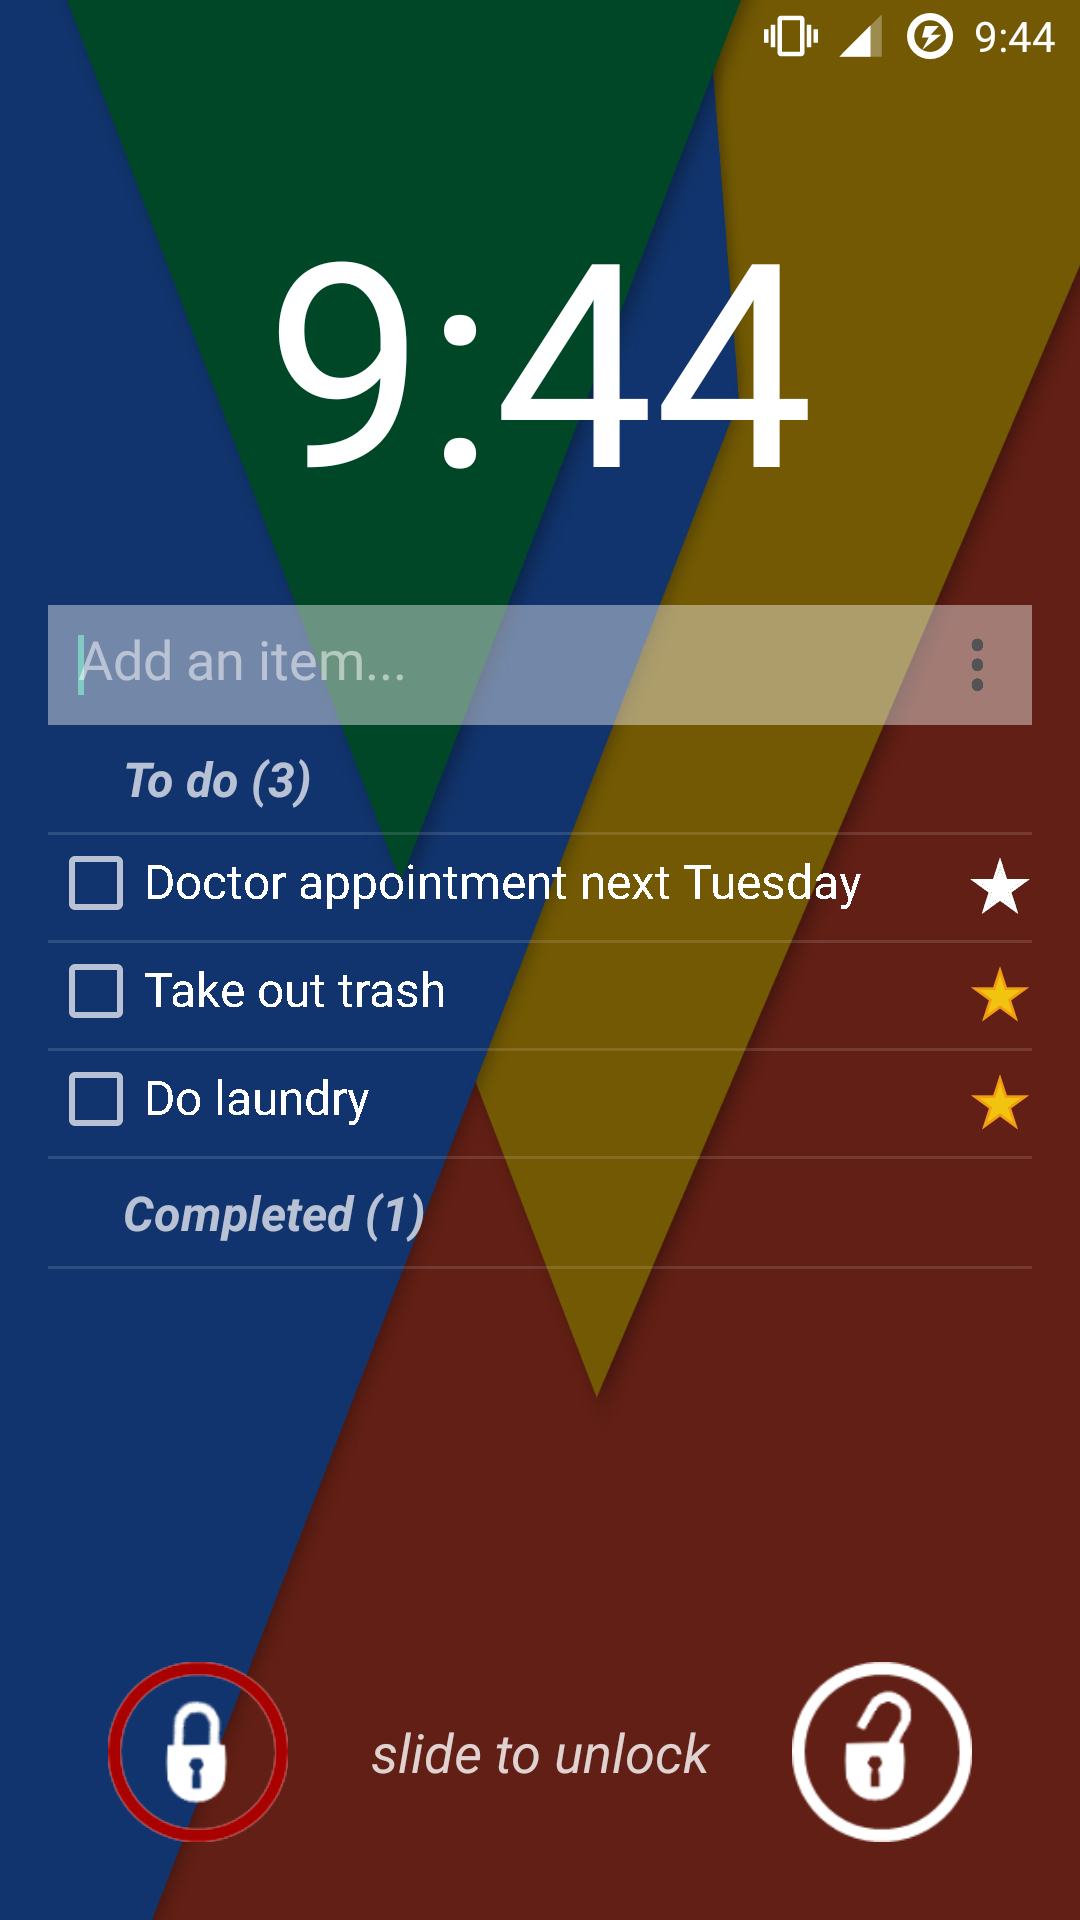 9:44
9:44
Add an item...
To do (3)
Doctor appointment next Tuesday
Take out trash
Do laundry
Completed (1)
slide to unlock